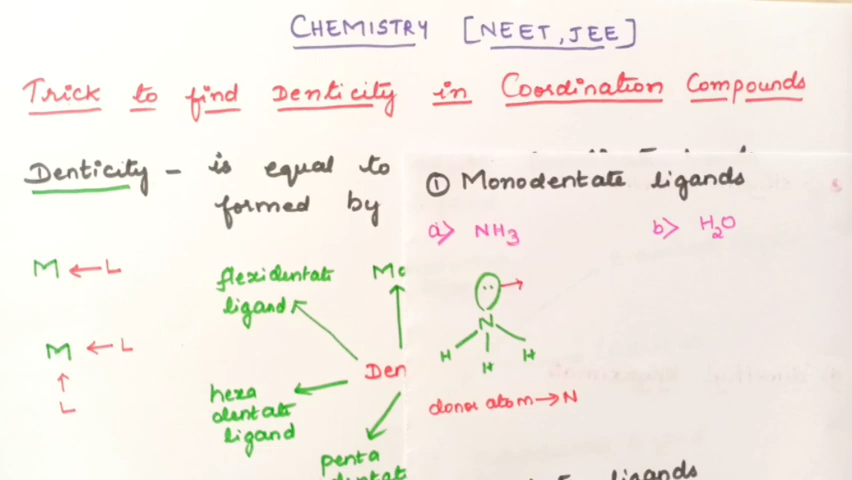 CHEMISTRY [NEET, JEE]
Trick to find Denticity in Coordination Compounds
Denticity – is equal to
formed by
① Monodentate ligands
a> NH3
b> H2O
M ← L
flexidentate
ligand
M ← L
↑
L
N
H H H
donor atom → N
hexa
dentate
ligand
penta
ligands